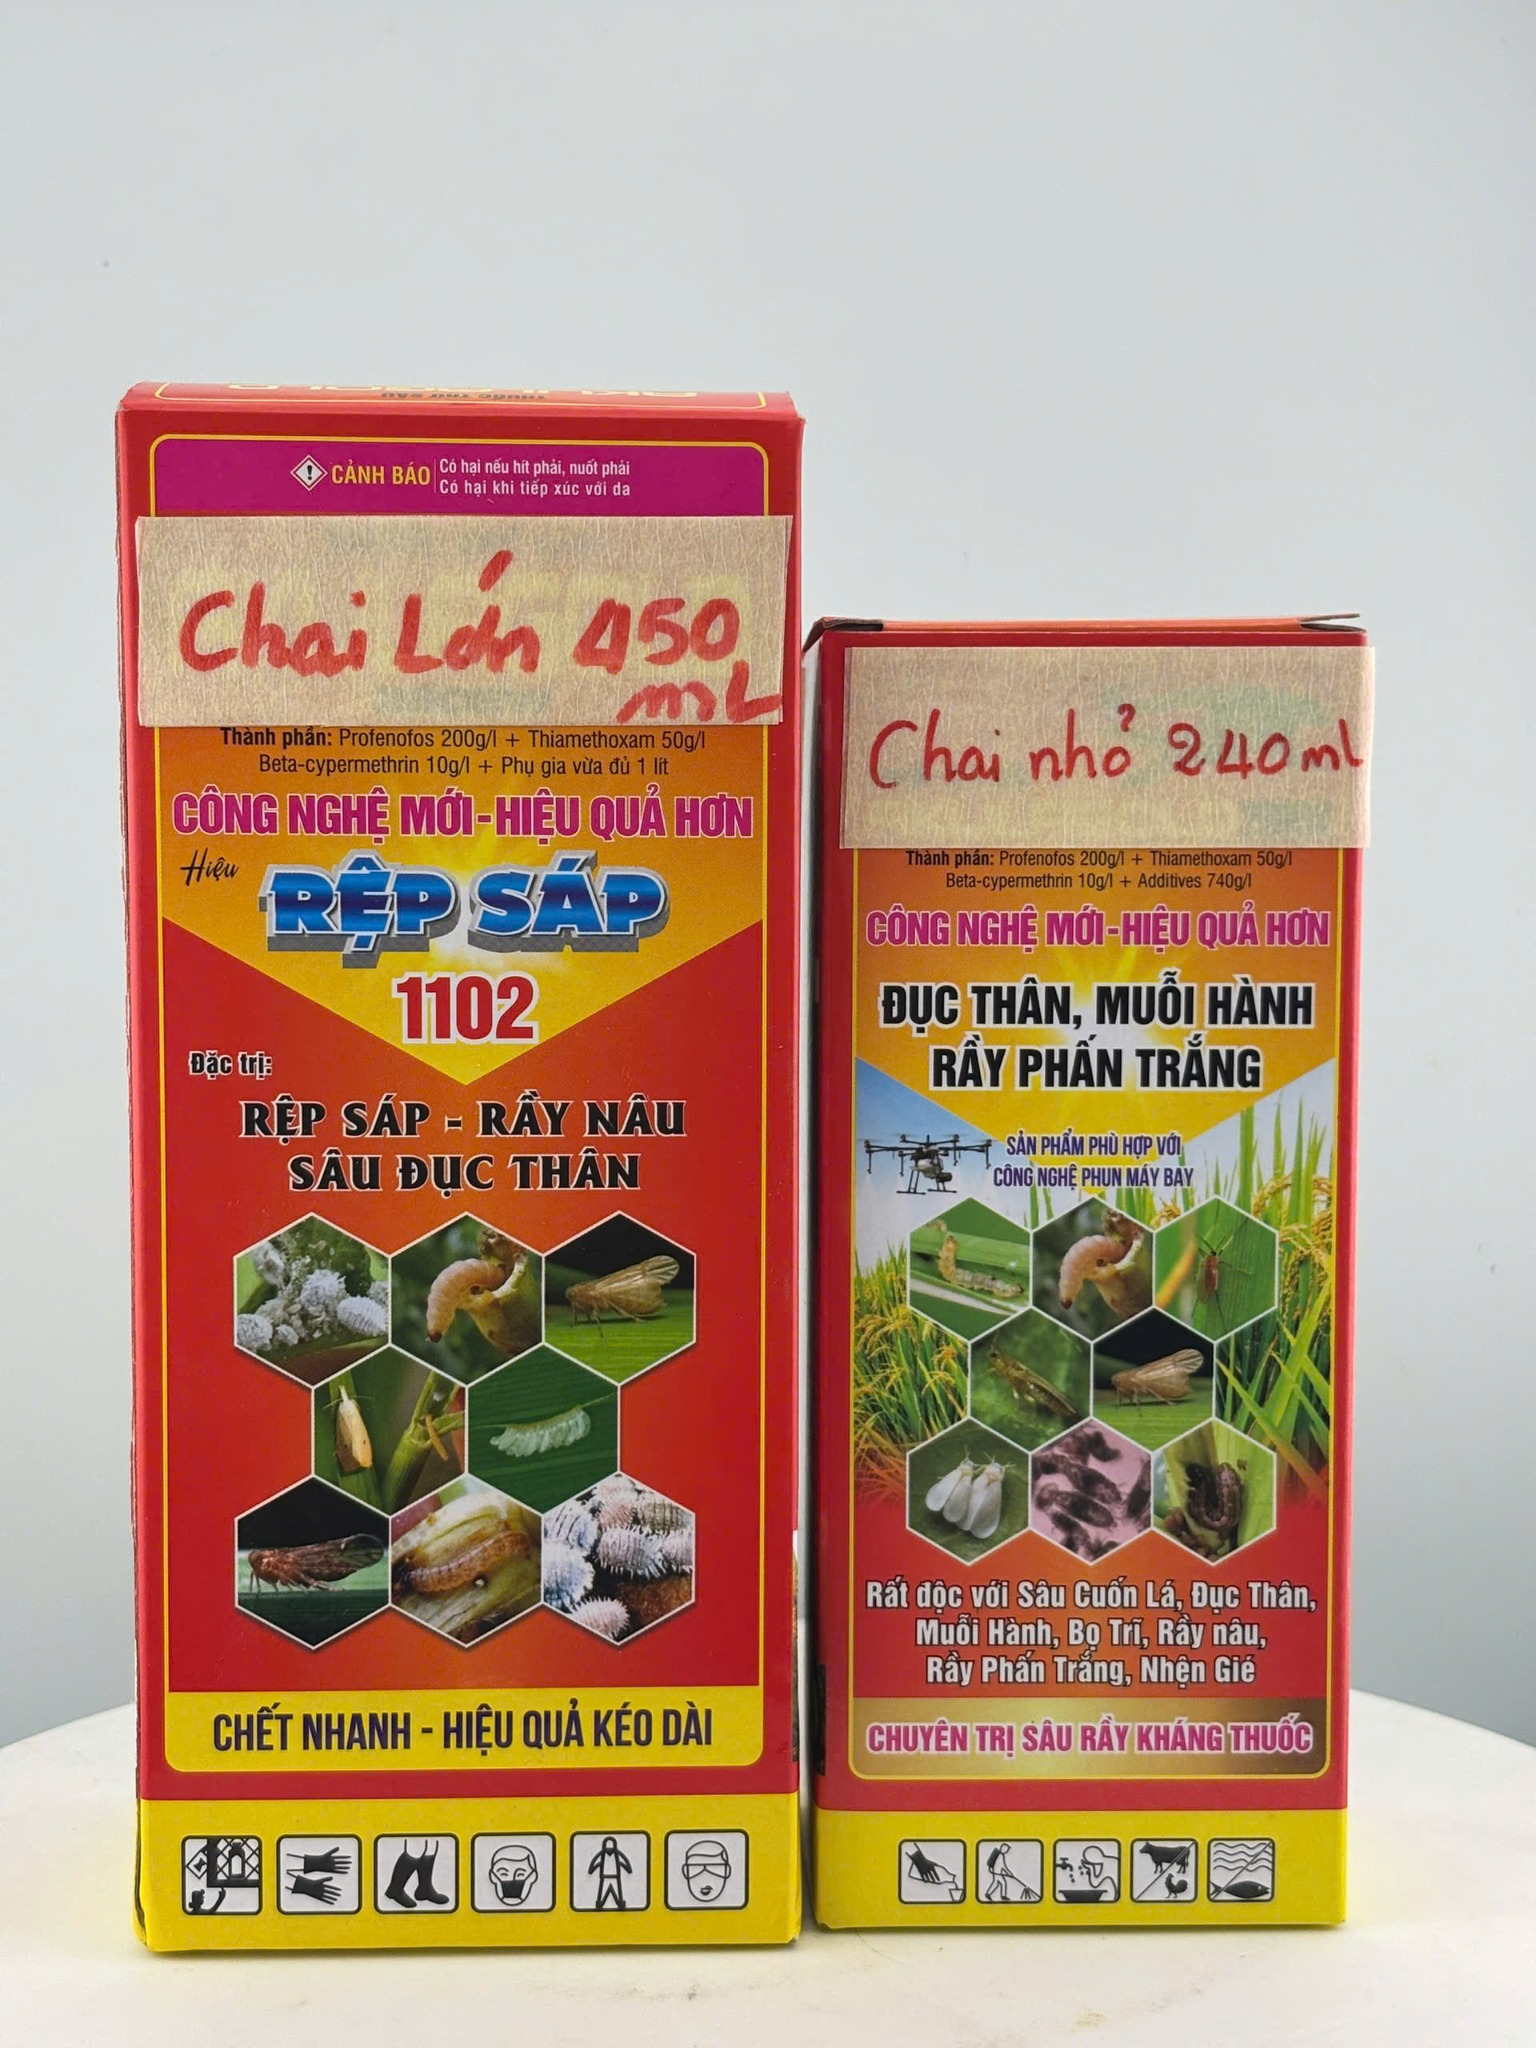 CẢNH BÁO
Có hại nếu hít phải, nuốt phải
Có hại khi tiếp xúc với da
Chai Lớn 450
mL
Thành phần: Profenofos 200g/l + Thiamethoxam 50g/l
Beta-cypermethrin 10g/l + Phụ gia vừa đủ 1 lít
CÔNG NGHỆ MỚI-HIỆU QUẢ HƠN
Hiệu
RỆP SÁP
1102
Đặc trị:
RỆP SÁP - RẦY NÂU
SÂU ĐỤC THÂN
CHẾT NHANH - HIỆU QUẢ KÉO DÀI
Chai nhỏ 240ml
Thành phần: Profenofos 200g/l + Thiamethoxam 50g/l
Beta-cypermethrin 10g/l + Additives 740g/l
CÔNG NGHỆ MỚI-HIỆU QUẢ HƠN
ĐỤC THÂN, MUỖI HÀNH
RẦY PHẤN TRẮNG
SẢN PHẨM PHÙ HỢP VỚI
CÔNG NGHỆ PHUN MÁY BAY
Rất độc với Sâu Cuốn Lá, Đục Thân,
Muỗi Hành, Bọ Trĩ, Rầy nâu,
Rầy Phấn Trắng, Nhện Gié
CHUYÊN TRỊ SÂU RẦY KHÁNG THUỐC